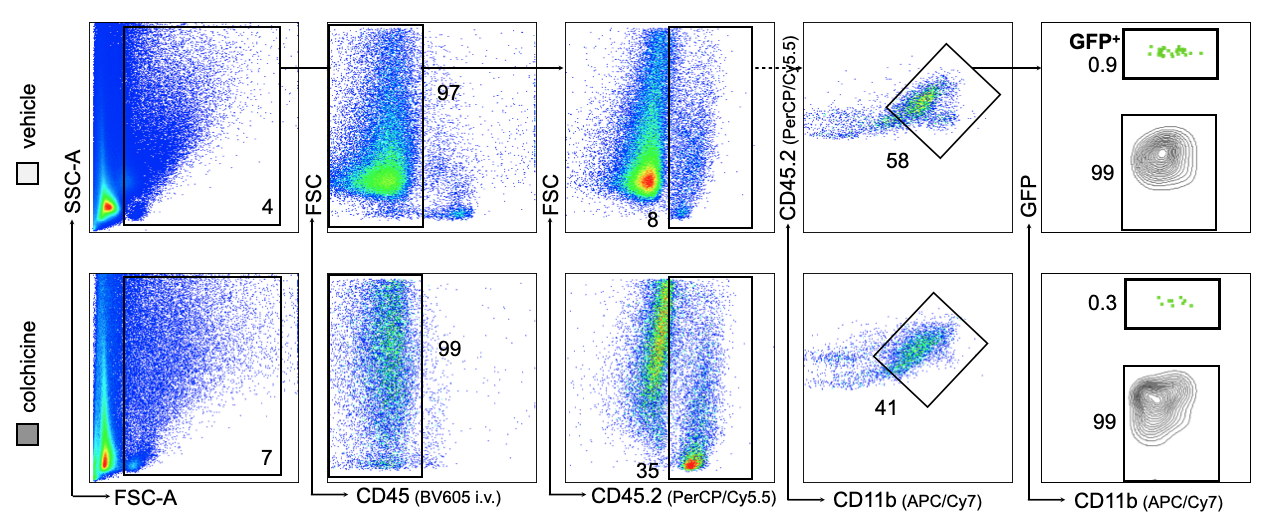 vehicle
SSC-A
4
FSC
97
FSC
8
CD45.2 (PerCP/Cy5.5)
58
GFP
GFP+
0.9
99
colchicine
7
99
35
41
0.3
99
FSC-A
CD45 (BV605 i.v.)
CD45.2 (PerCP/Cy5.5)
CD11b (APC/Cy7)
CD11b (APC/Cy7)